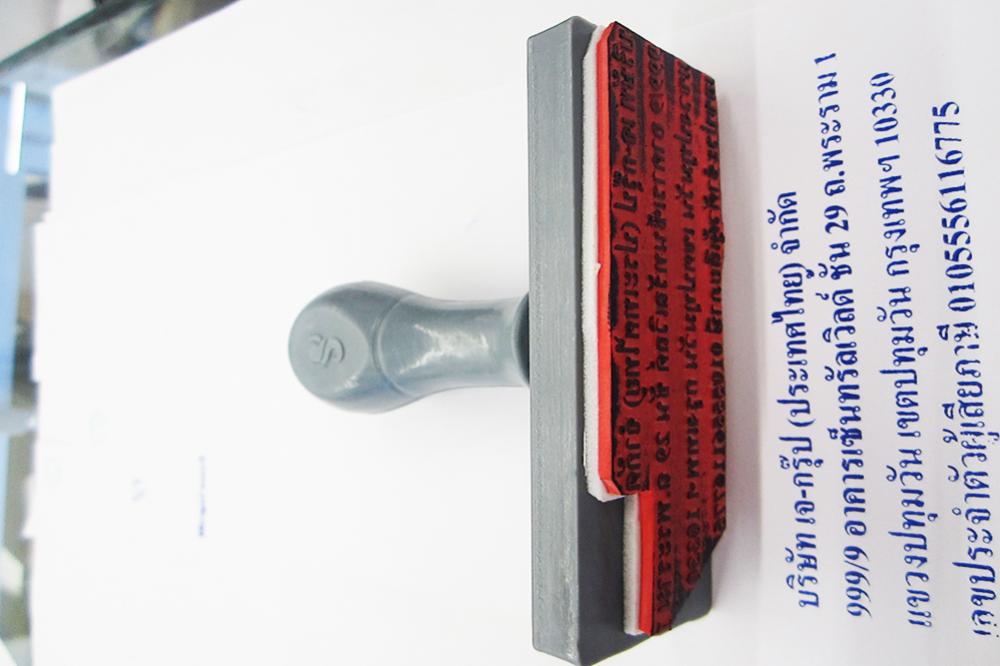 บริษัท เจ-กรุ๊ป (ประเทศไทย) จำกัด
999/9 อาคารเซ็นทรัลเวิลด์ ชั้น 29 ถ.พระราม 1
แขวงปทุมวัน เขตปทุมวัน กรุงเทพฯ 10330
เลขประจำตัวผู้เสียภาษี 0105556116775